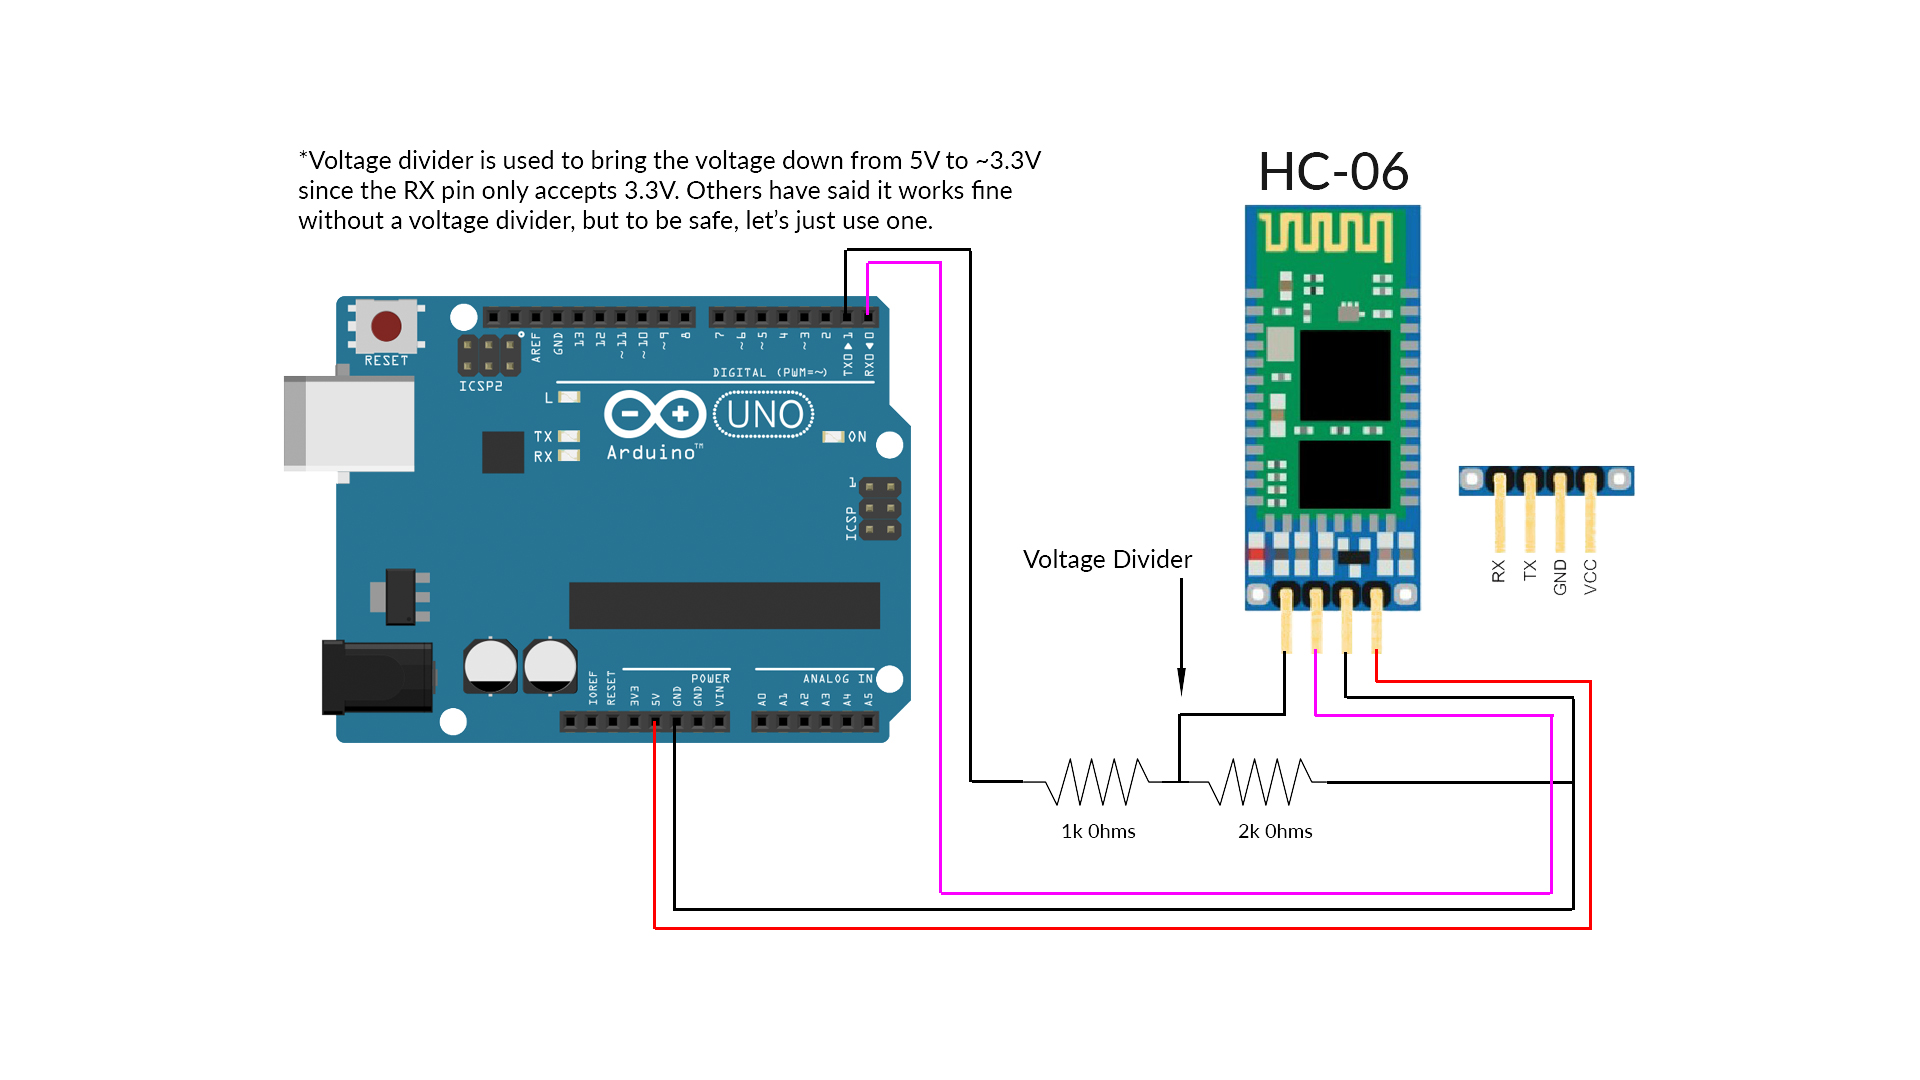 *Voltage divider is used to bring the voltage down from 5V to ~3.3V
since the RX pin only accepts 3.3V. Others have said it works fine
without a voltage divider, but to be safe, let's just use one.
HC-06
RESET
ICSP2
AREF
GND
13
12
~11
~10
~9
8
7
~6
~5
4
~3
2
TX0▶1
RX0◀0
DIGITAL (PWM=~)
L
TX
RX
UNO
Arduino™
ON
1
ICSP
Voltage Divider
RX
TX
GND
VCC
IOREF
RESET
3V3
5V
GND
GND
VIN
POWER
ANALOG IN
A0
A1
A2
A3
A4
A5
1k Ohms
2k Ohms